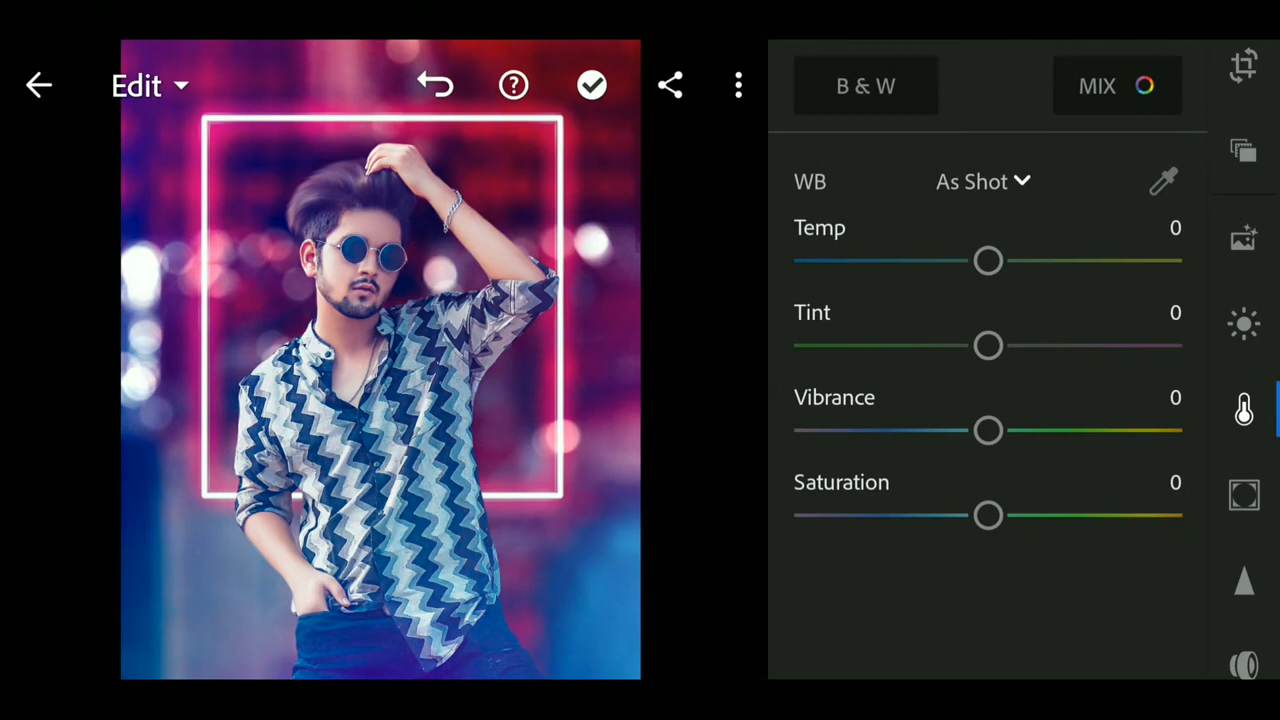 Edit
B & W
MIX
WB
As Shot
Temp
0
Tint
0
Vibrance
0
Saturation
0